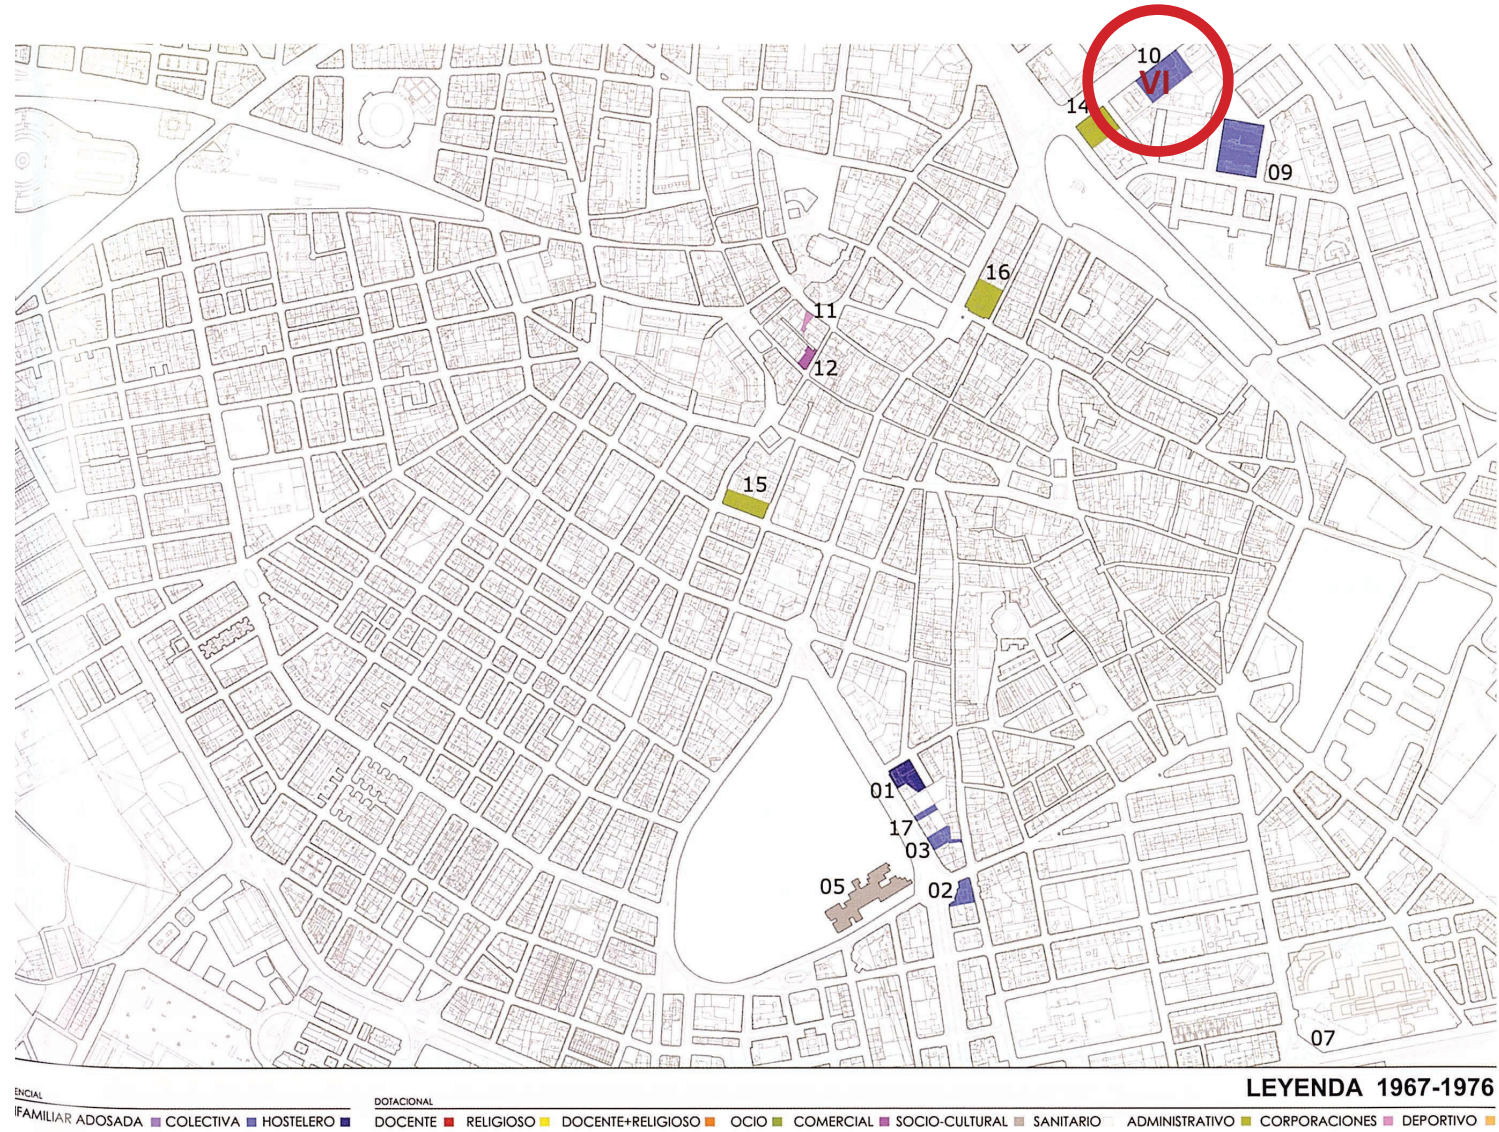 10
VI
14
09
16
11
12
15
01
17
03
05
02
07
LEYENDA 1967-1976
ENCIAL
DOTACIONAL
IFAMILIAR ADOSADA COLECTIVA HOSTELERO DOCENTE RELIGIOSO DOCENTE+RELIGIOSO OCIO COMERCIAL SOCIO-CULTURAL SANITARIO ADMINISTRATIVO CORPORACIONES DEPORTIVO